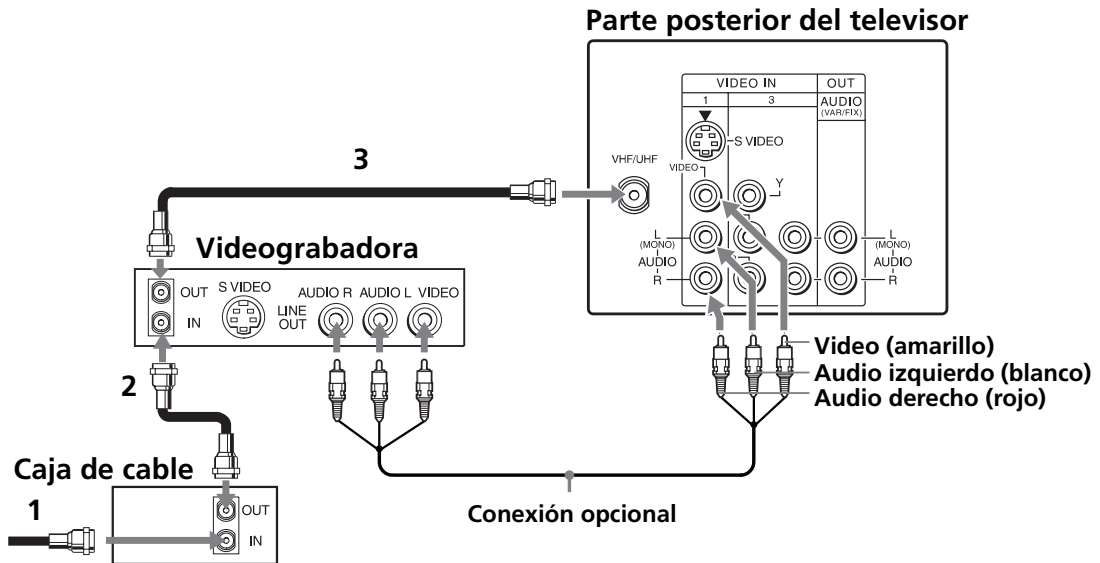 Parte posterior del televisor
VIDEO IN
OUT
1
3
AUDIO
(VAR/FIX)
S VIDEO
VHF/UHF
VIDEO
Y
L
(MONO)
AUDIO
R
L
(MONO)
AUDIO
R
3
Videograbadora
OUT
IN
S VIDEO
LINE
OUT
AUDIO R
AUDIO L
VIDEO
Video (amarillo)
Audio izquierdo (blanco)
Audio derecho (rojo)
2
Caja de cable
1
OUT
IN
Conexión opcional